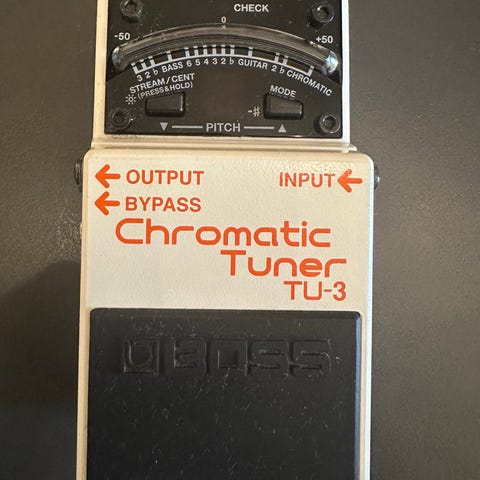 CHECK
-50 0 +50
3 2 ♭ BASS 6 5 4 3 2 ♭ GUITAR 2 ♭ CHROMATIC
STREAM/CENT MODE
(PRESS&HOLD) -#
▼ PITCH ▲
← OUTPUT INPUT ←
← BYPASS
Chromatic
Tuner
TU-3
BOSS